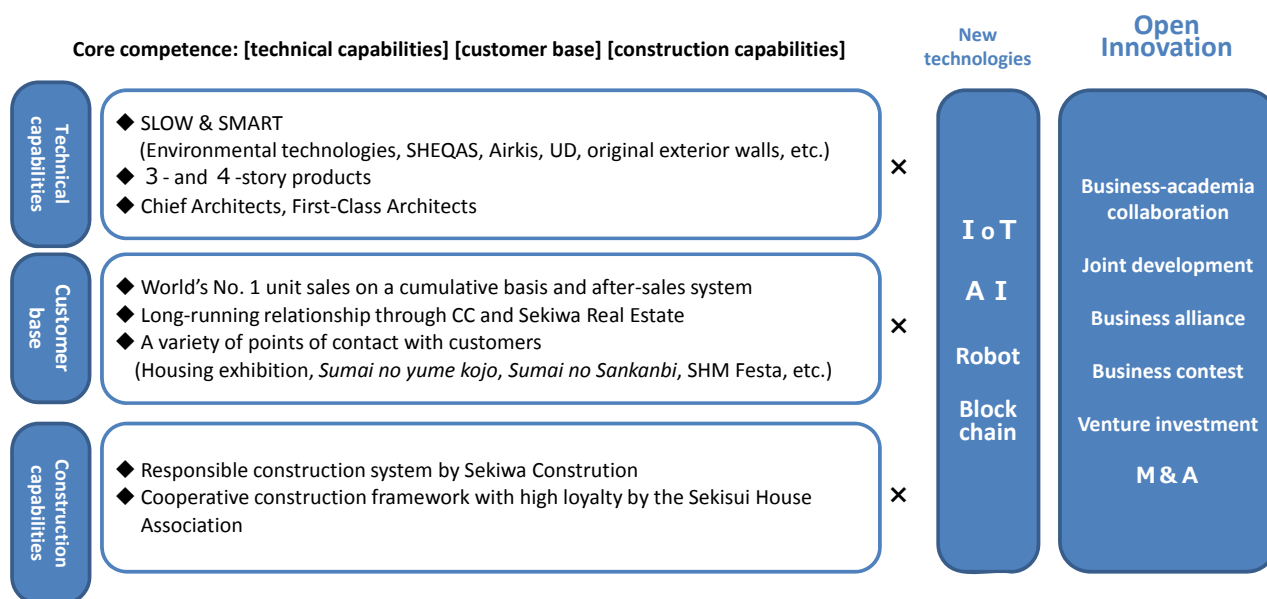 Core competence: [technical capabilities] [customer base] [construction capabilities]
New
technologies
Open
Innovation
Technical
capabilities
◆ SLOW & SMART
(Environmental technologies, SHEQAS, Airkis, UD, original exterior walls, etc.)
◆ 3 - and 4 -story products
◆ Chief Architects, First-Class Architects
×
Customer
base
◆ World's No. 1 unit sales on a cumulative basis and after-sales system
◆ Long-running relationship through CC and Sekiwa Real Estate
◆ A variety of points of contact with customers
(Housing exhibition, Sumai no yume kojo, Sumai no Sankanbi, SHM Festa, etc.)
×
Construction
capabilities
◆ Responsible construction system by Sekiwa Constrution
◆ Cooperative construction framework with high loyalty by the Sekisui House
Association
×
IoT
AI
Robot
Block
chain
Business-academia
collaboration
Joint development
Business alliance
Business contest
Venture investment
M&A